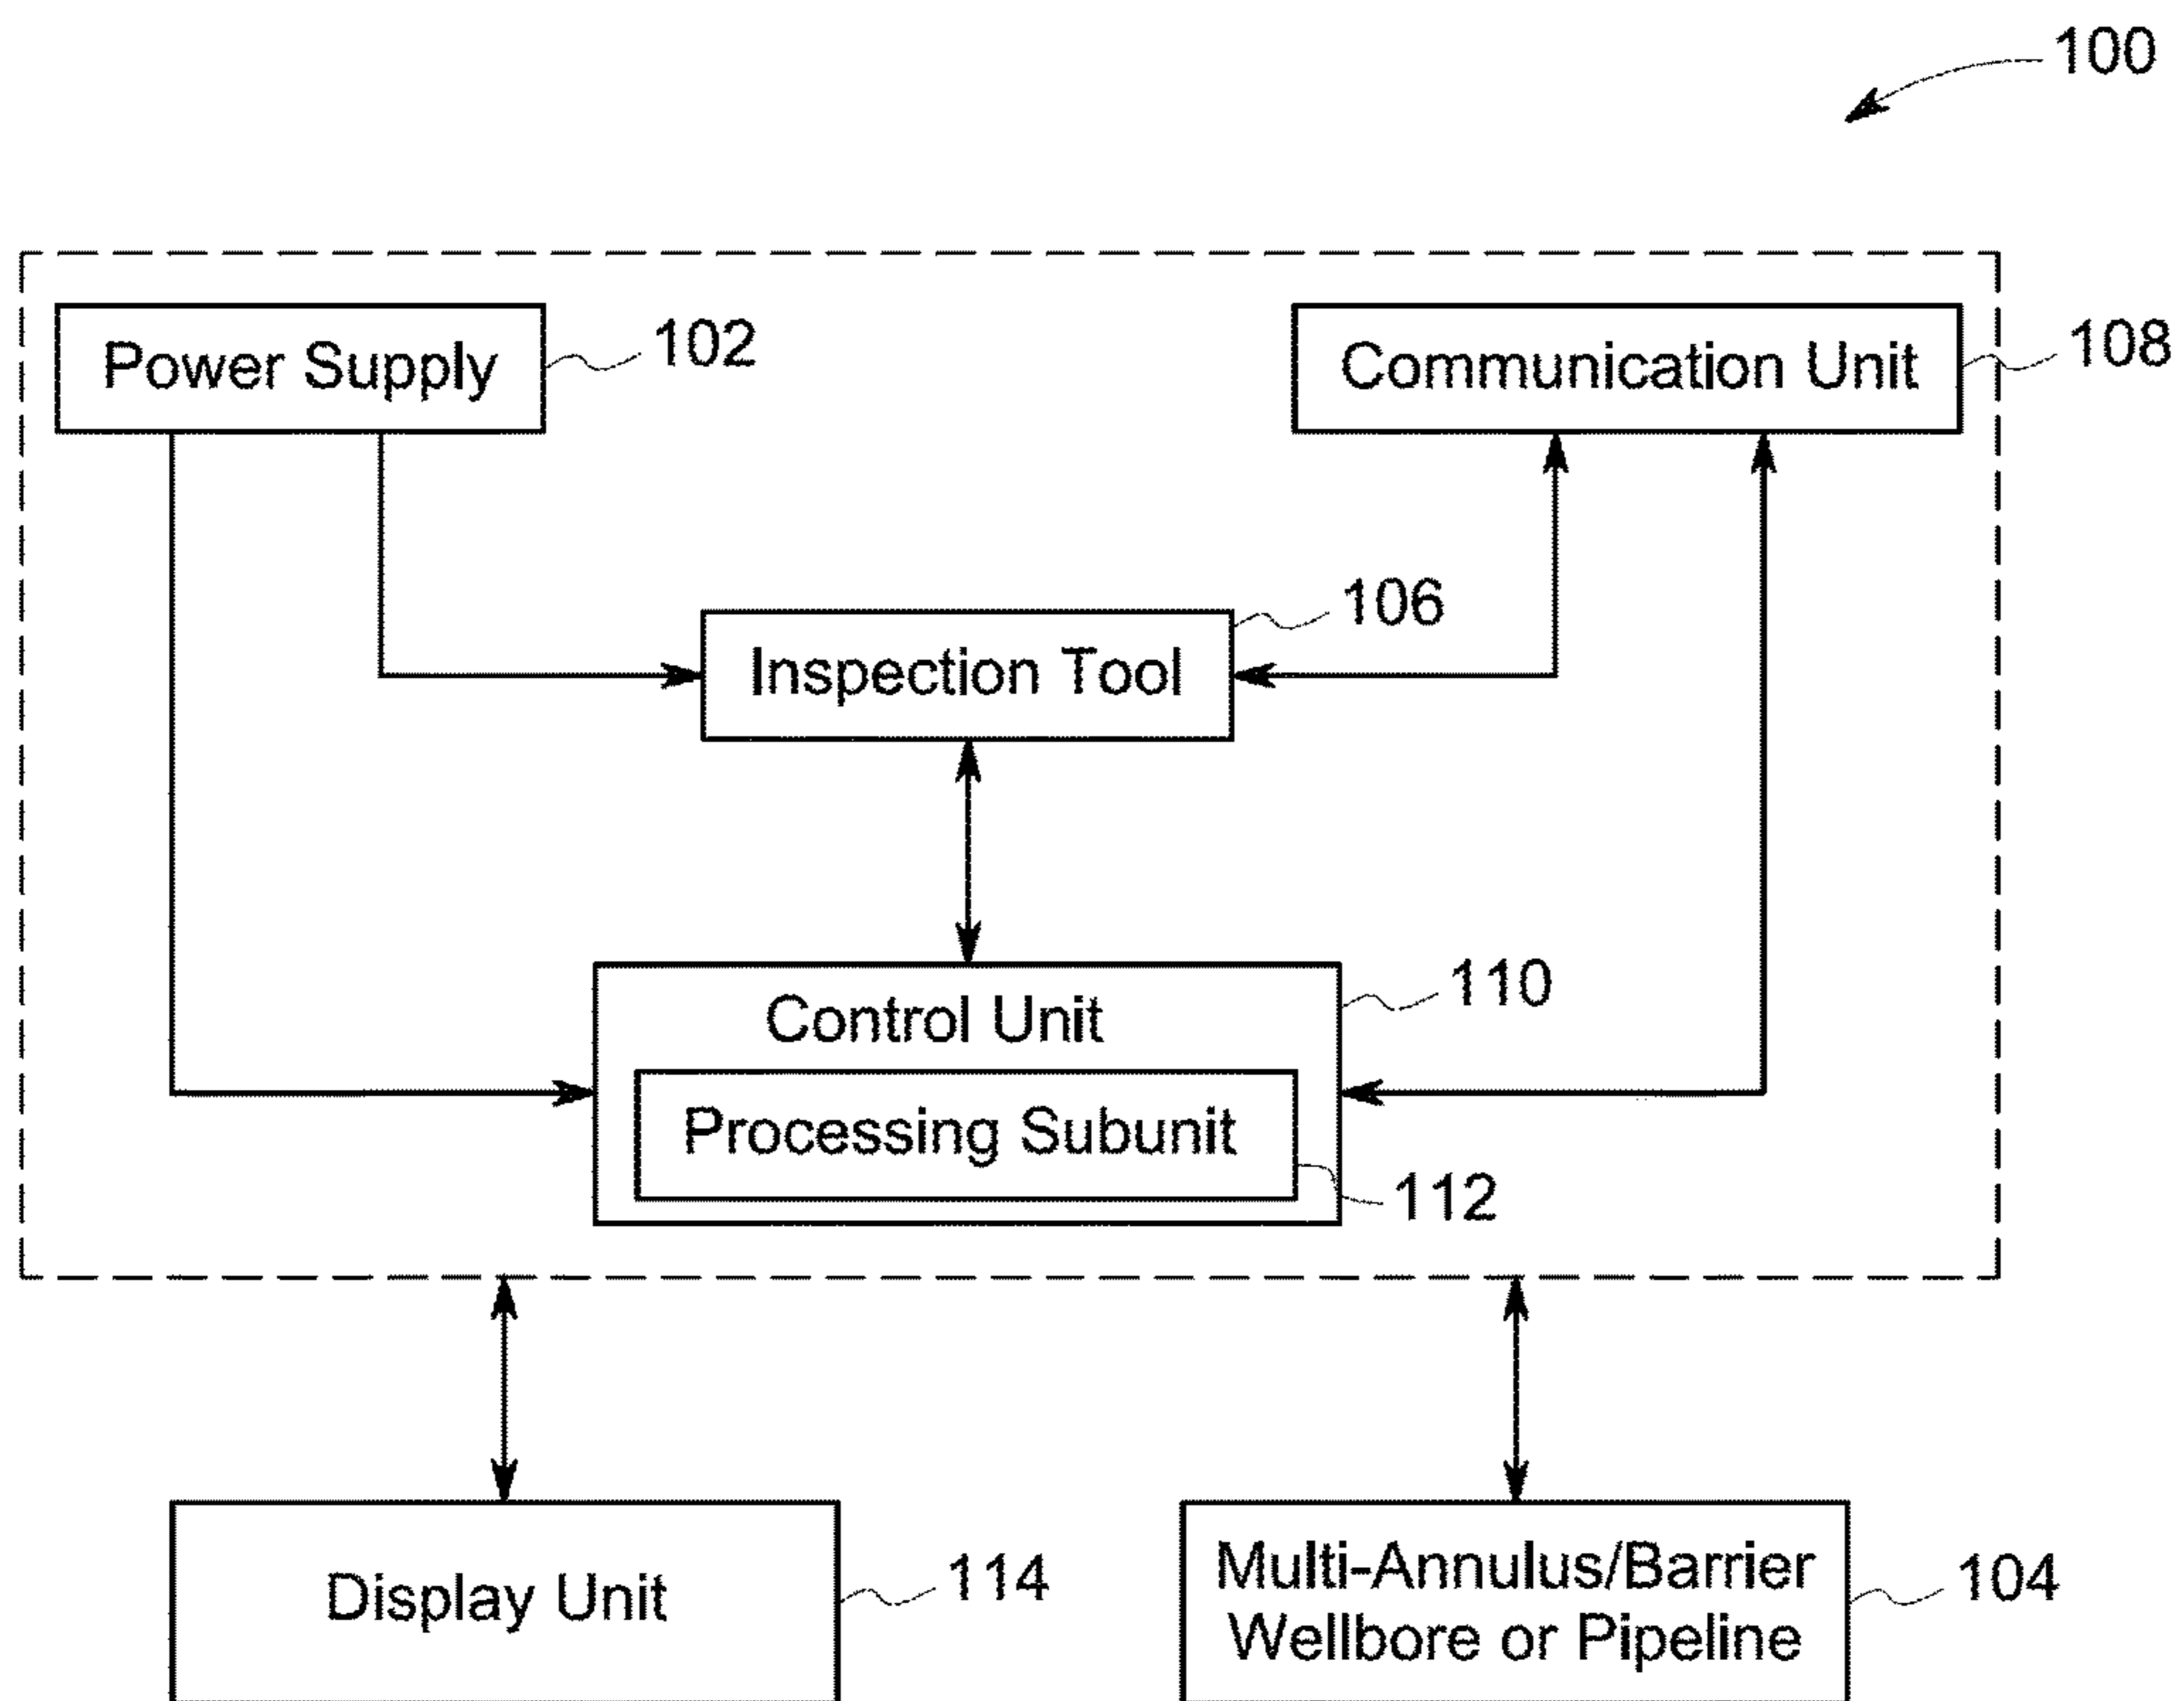 100
Power Supply
102
Communication Unit
108
106
Inspection Tool
110
Control Unit
Processing Subunit
112
Display Unit
114
Multi-Annulus/Barrier
Wellbore or Pipeline
104